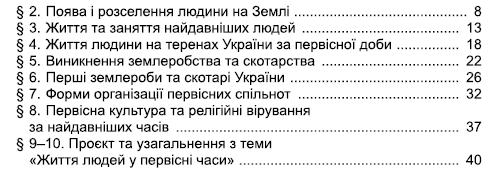 § 2. Поява і розселення людини на Землі ........ 8
§ 3. Життя та заняття найдавніших людей ........ 13
§ 4. Життя людини на теренах України за первісної доби ........ 18
§ 5. Виникнення землеробства та скотарства ........ 22
§ 6. Перші землероби та скотарі України ........ 26
§ 7. Форми організації первісних спільнот ........ 32
§ 8. Первісна культура та релігійні вірування
за найдавніших часів ........ 37
§ 9–10. Проєкт та узагальнення з теми
«Життя людей у первісні часи» ........ 40